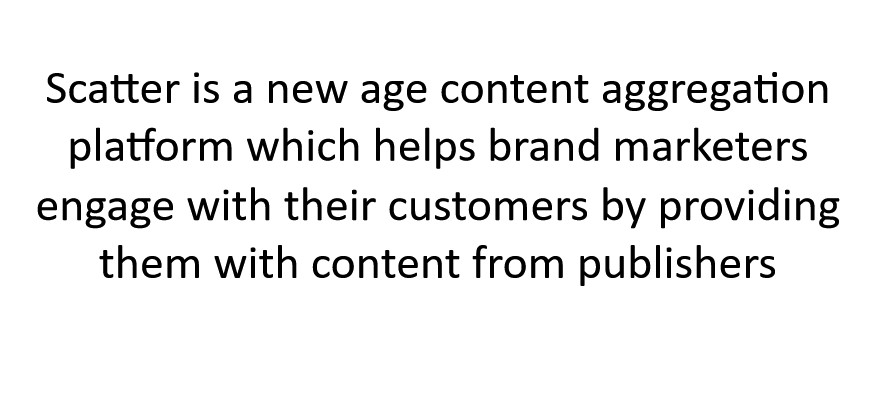 Scatter is a new age content aggregation
platform which helps brand marketers
engage with their customers by providing
them with content from publishers